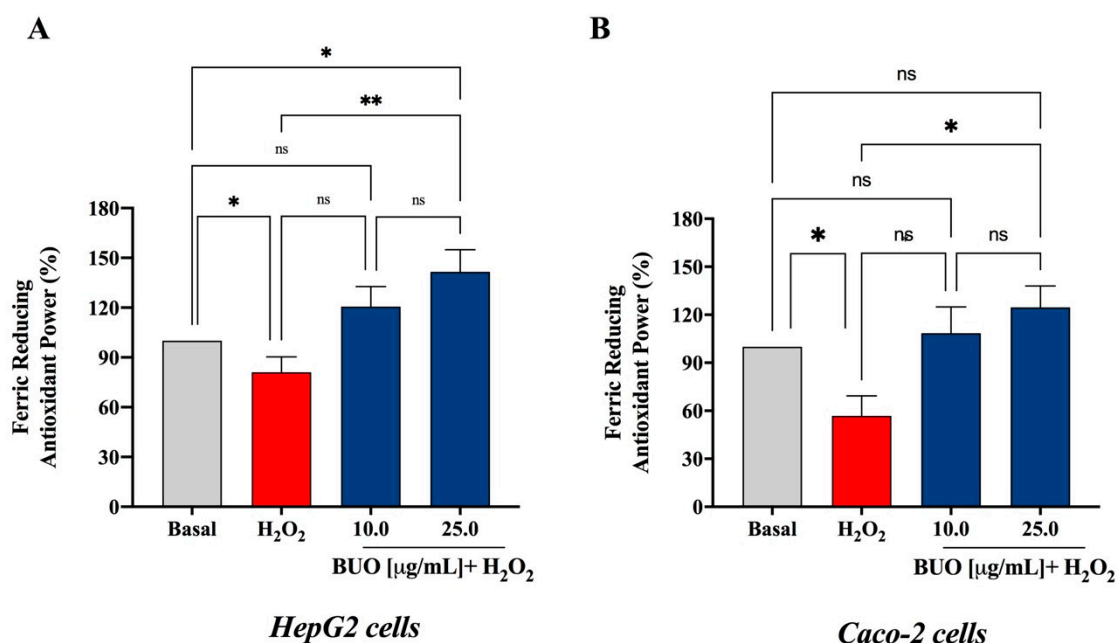 A
*
**
ns
*
ns
ns
180
150
120
90
60
30
0
Ferric Reducing
Antioxidant Power (%)
Basal
H₂O₂
10.0
25.0
BUO [μg/mL]+ H₂O₂
HepG2 cells
B
ns
*
ns
*
ns
ns
180
150
120
90
60
30
0
Ferric Reducing
Antioxidant Power (%)
Basal
H₂O₂
10.0
25.0
BUO [μg/mL]+ H₂O₂
Caco-2 cells